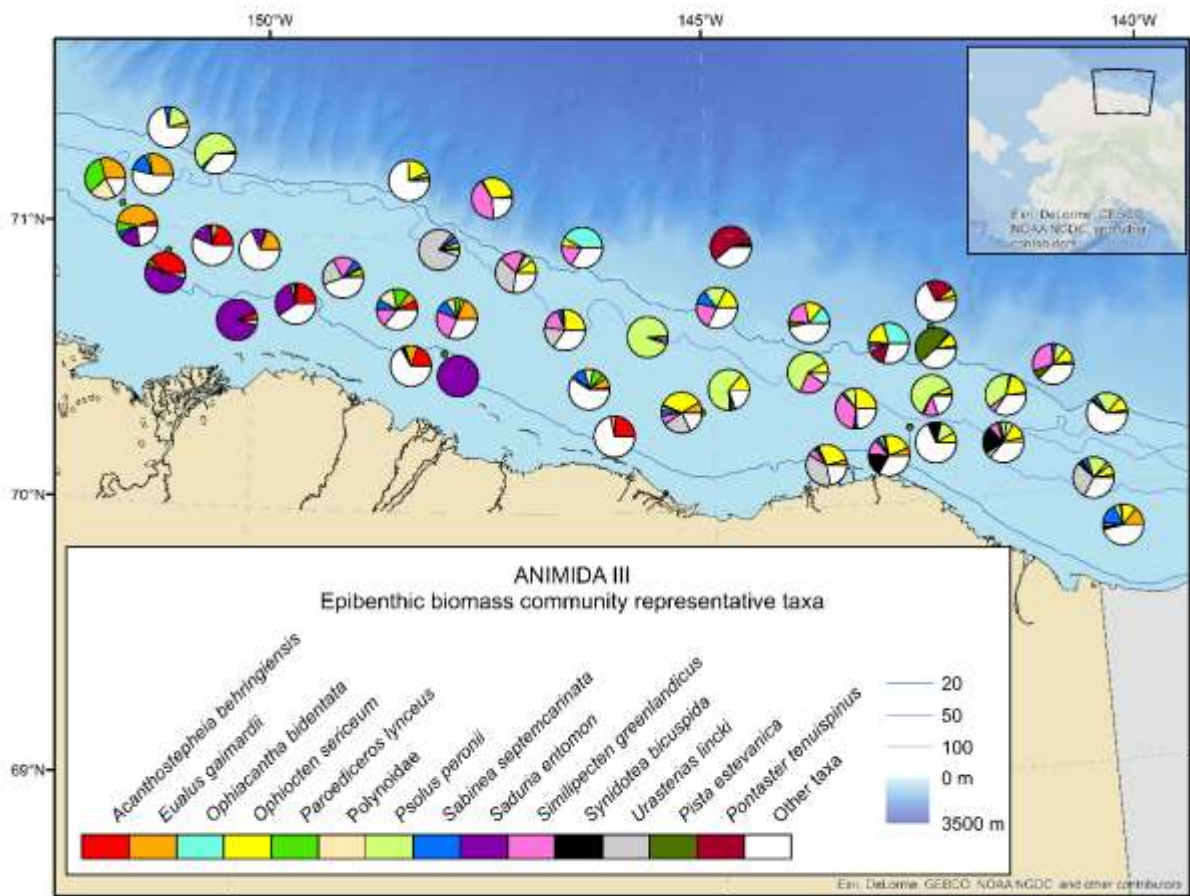 150°W
145°W
140°W
71°N
70°N
69°N
Esri, DeLorme, GEBCO,
NOAA NGDC, and other
contributors
ANIMIDA III
Epibenthic biomass community representative taxa
Acanthostepheia behringiensis
Eualus gaimardii
Ophiacantha bidentata
Ophiocten sericeum
Paroediceros lynceus
Polynoidae
Psolus peronii
Sabinea septemcarinata
Saduria entomon
Similipecten greenlandicus
Synidotea bicuspida
Urasterias lincki
Pista estevanica
Pontaster tenuispinus
Other taxa
20
50
100
0 m
3500 m
Esri, DeLorme, GEBCO, NOAA NGDC, and other contributors